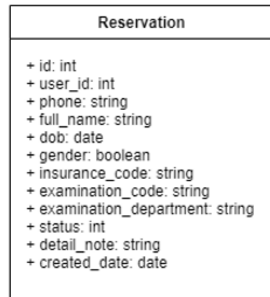 Reservation
+ id: int
+ user_id: int
+ phone: string
+ full_name: string
+ dob: date
+ gender: boolean
+ insurance_code: string
+ examination_code: string
+ examination_department: string
+ status: int
+ detail_note: string
+ created_date: date